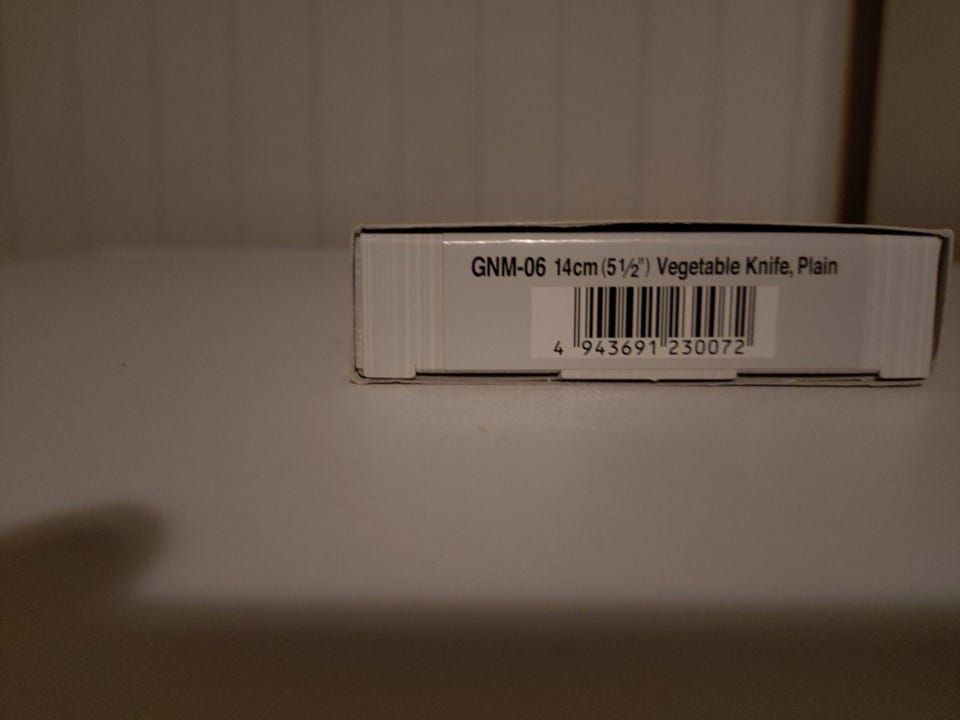 GNM-06 14cm (5½") Vegetable Knife, Plain
4 943691 230072